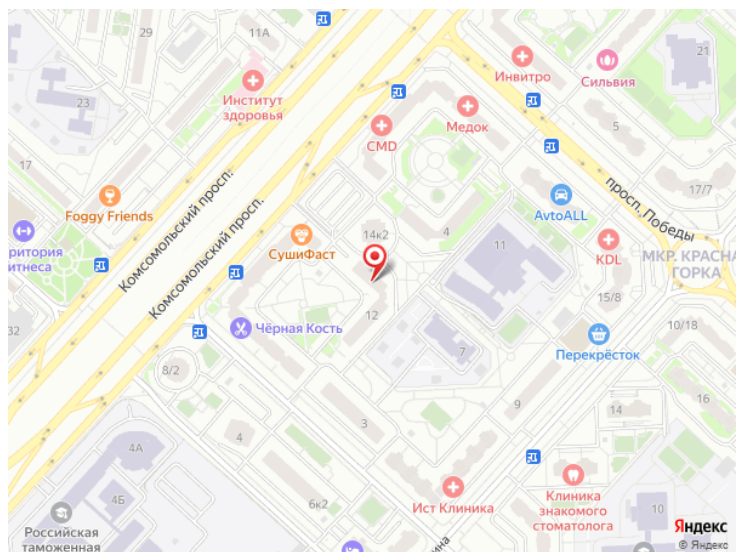 29
11А
Инвитро
Сильвия
21
Институт
здоровья
23
Медок
CMD
5
17
Foggy Friends
просп. Победы
17/7
Комсомольский просп.
Комсомольский просп.
AvtoALL
14к2
4
СушиФаст
11
KDL
МКР. КРАСНА
ГОРКА
ритория
итнеса
32
15/8
12
Чёрная Кость
7
Перекрёсток
10/18
8/2
16
9
14
3
4
4А
4Б
Ист Клиника
6к2
Клиника
знакомого
стоматолога
10
Российская
таможенная
ина
Яндекс
© Яндекс